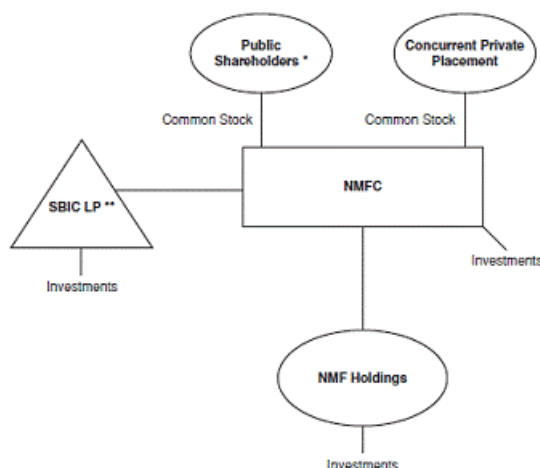 Public
Shareholders *
Concurrent Private
Placement
Common Stock
Common Stock
NMFC
SBIC LP **
Investments
Investments
NMF Holdings
Investments